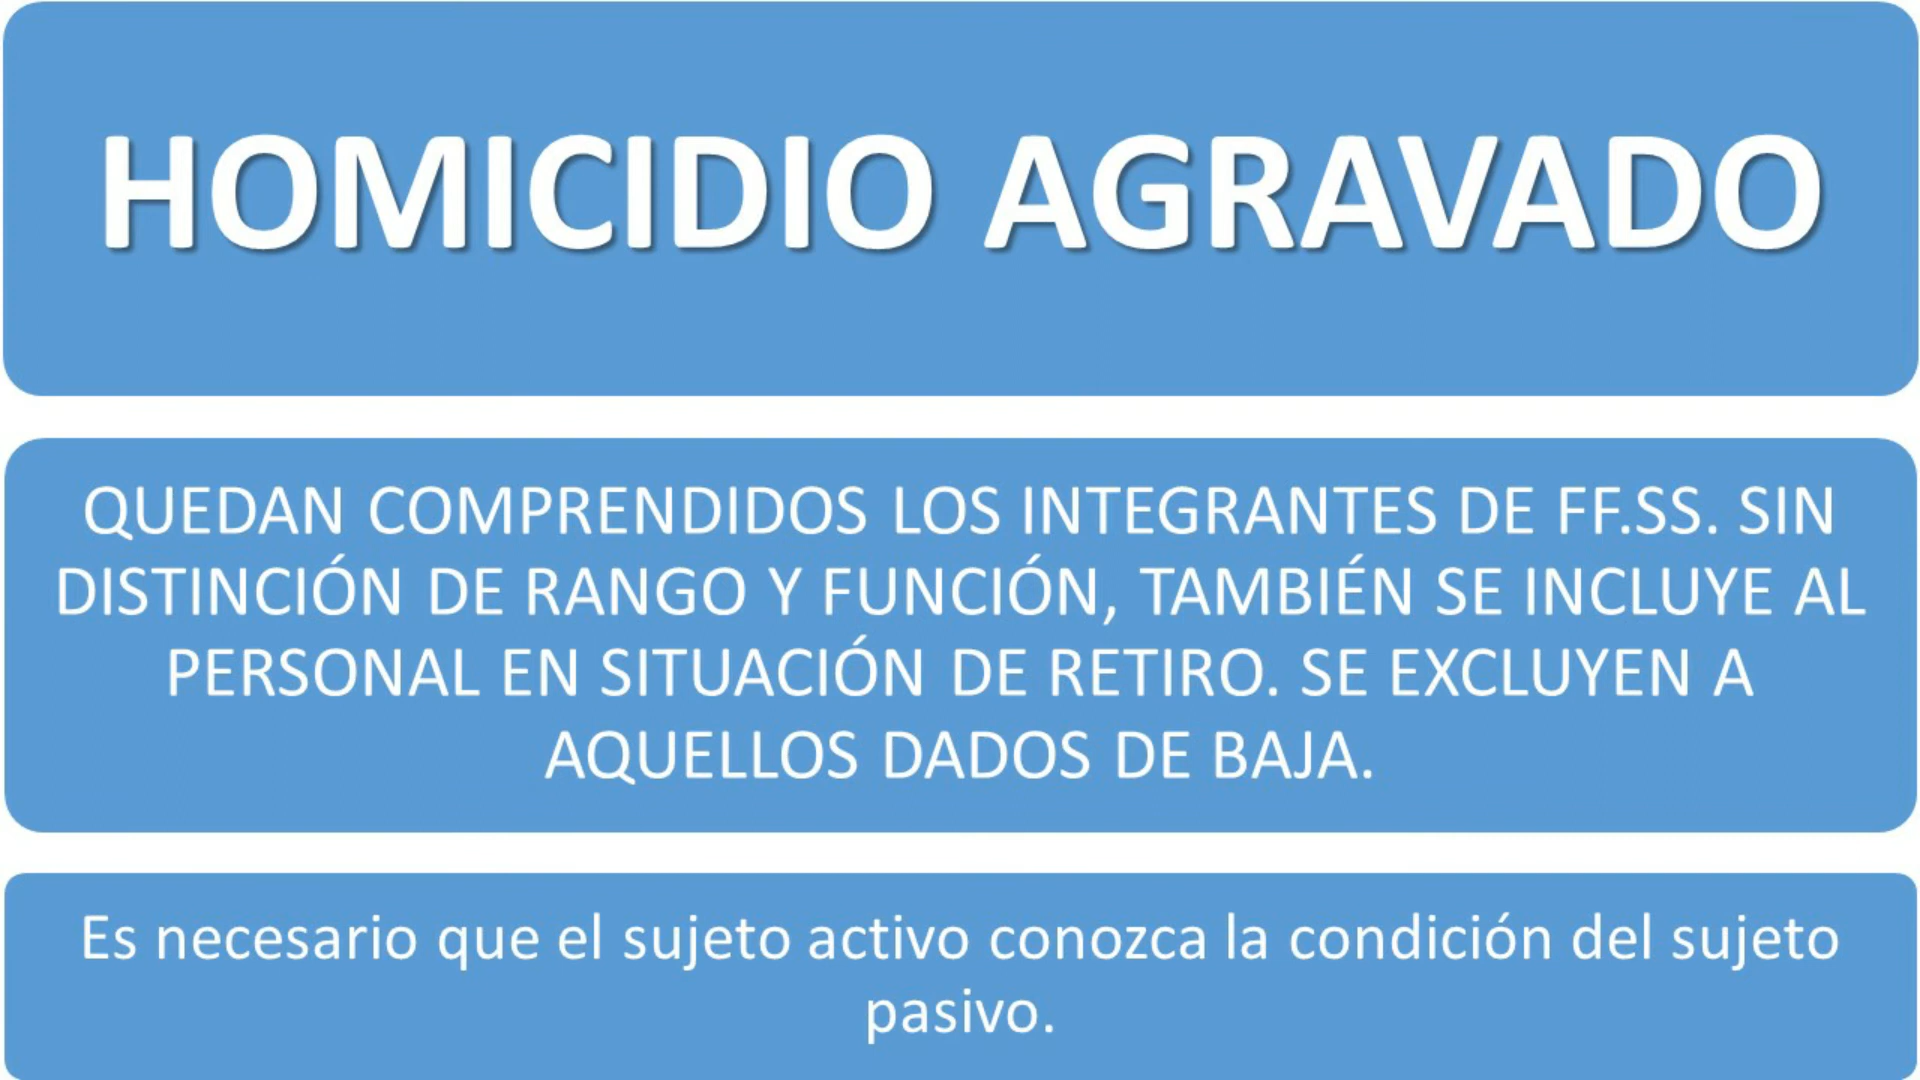 HOMICIDIO AGRAVADO
QUEDAN COMPRENDIDOS LOS INTEGRANTES DE FF.SS. SIN
DISTINCIÓN DE RANGO Y FUNCIÓN, TAMBIÉN SE INCLUYE AL
PERSONAL EN SITUACIÓN DE RETIRO. SE EXCLUYEN A
AQUELLOS DADOS DE BAJA.
Es necesario que el sujeto activo conozca la condición del sujeto
pasivo.